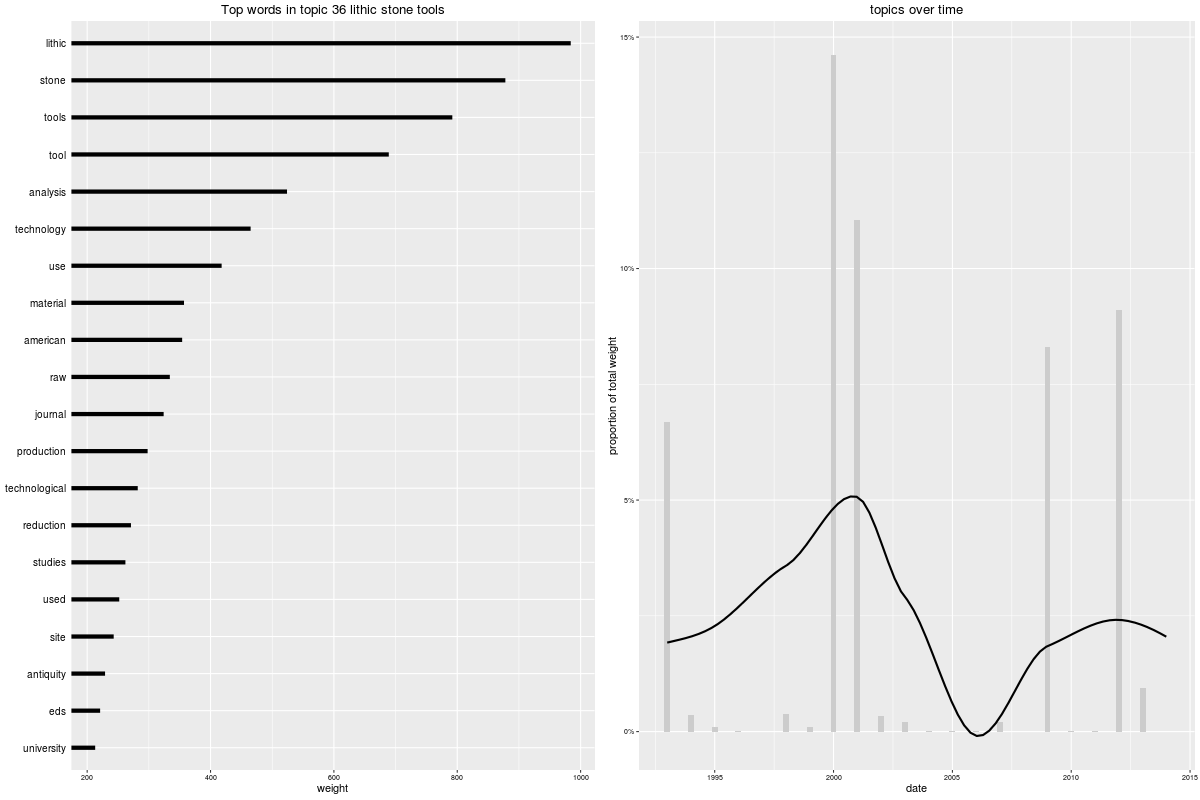 Top words in topic 36 lithic stone tools
lithic
stone
tools
tool
analysis
technology
use
material
american
raw
journal
production
technological
reduction
studies
used
site
antiquity
eds
university
200 400 600 800 1000
weight
topics over time
15%
10%
5%
0%
proportion of total weight
1995 2000 2005 2010 2015
date